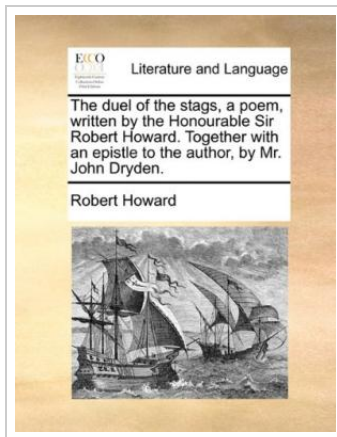 ECCO
Literature and Language
The duel of the stags, a poem,
written by the Honourable Sir
Robert Howard. Together with
an epistle to the author, by Mr.
John Dryden.
Robert Howard